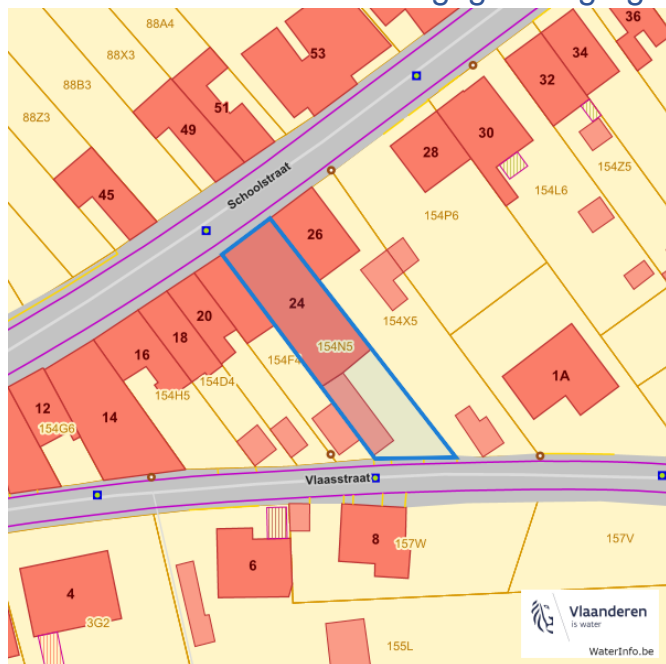 88A4
53
36
88X3
34
32
88B3
51
30
88Z3
49
28
154Z5
Schoolstraat
45
154L6
154P6
26
24
154X5
20
18
154N5
16
154F4
154D4
1A
154H5
12
14
154G6
Vlaasstraat
8
157W
157V
6
4
3G2
155L
Vlaanderen
is water
WaterInfo.be